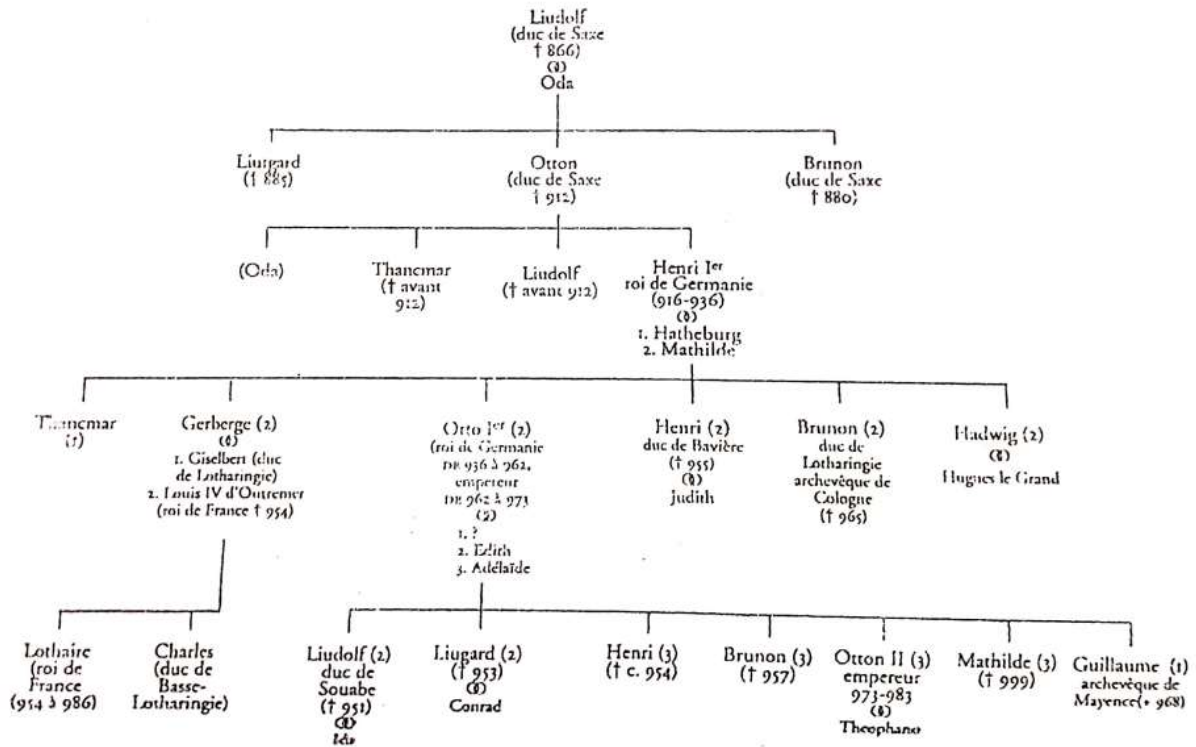 Liudolf
(duc de Saxe
† 866)
Oda
Liurgard
(† 885)
Otton
(duc de Saxe
† 912)
Brunon
(duc de Saxe
† 880)
(Oda)
Thancmar
(† avant
912)
Liudolf
(† avant 912)
Henri Ier
roi de Germanie
(916-936)
1. Hatheburg
2. Mathilde
Thancmar
(1)
Gerberge (2)
1. Giselbert (duc
de Lotharingie)
2. Louis IV d'Outremer
(roi de France † 954)
Otto Ier (2)
(roi de Germanie
DE 936 à 962,
empereur
DE 962 à 973
1. ?
2. Edith
3. Adélaïde
Henri (2)
duc de Bavière
(† 955)
Judith
Brunon (2)
duc de
Lotharingie
archevêque de
Cologne
(† 965)
Hadwig (2)
Hugues le Grand
Lothaire
(roi de
France
(954 à 986)
Charles
(duc de
Basse-
Lotharingie)
Liudolf (2)
duc de
Souabe
(† 951)
Ida
Liugard (2)
(† 953)
Conrad
Henri (3)
(† c. 954)
Brunon (3)
(† 957)
Otton II (3)
empereur
973-983
Theophano
Mathilde (3)
(† 999)
Guillaume (1)
archevêque de
Mayence(+ 968)